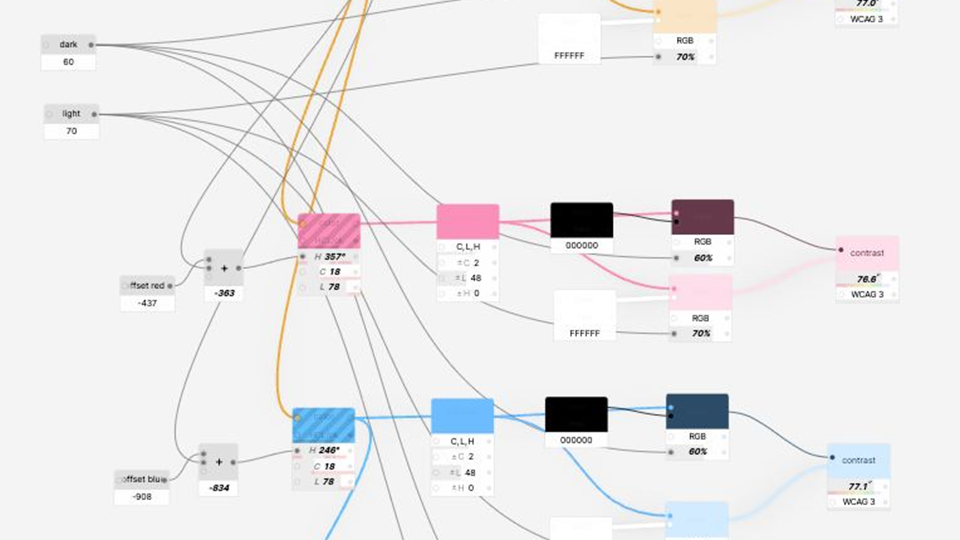 77.0
WCAG 3
RGB
70%
FFFFFF
dark
60
light
70
offset red
-437
+
-363
H 357°
C 18
L 78
C,L,H
±C 2
±L 48
±H 0
000000
RGB
60%
FFFFFF
RGB
70%
contrast
76.6
WCAG 3
offset blu
-908
+
-834
H 246°
C 18
L 78
C,L,H
±C 2
±L 48
±H 0
000000
RGB
60%
contrast
77.1
WCAG 3